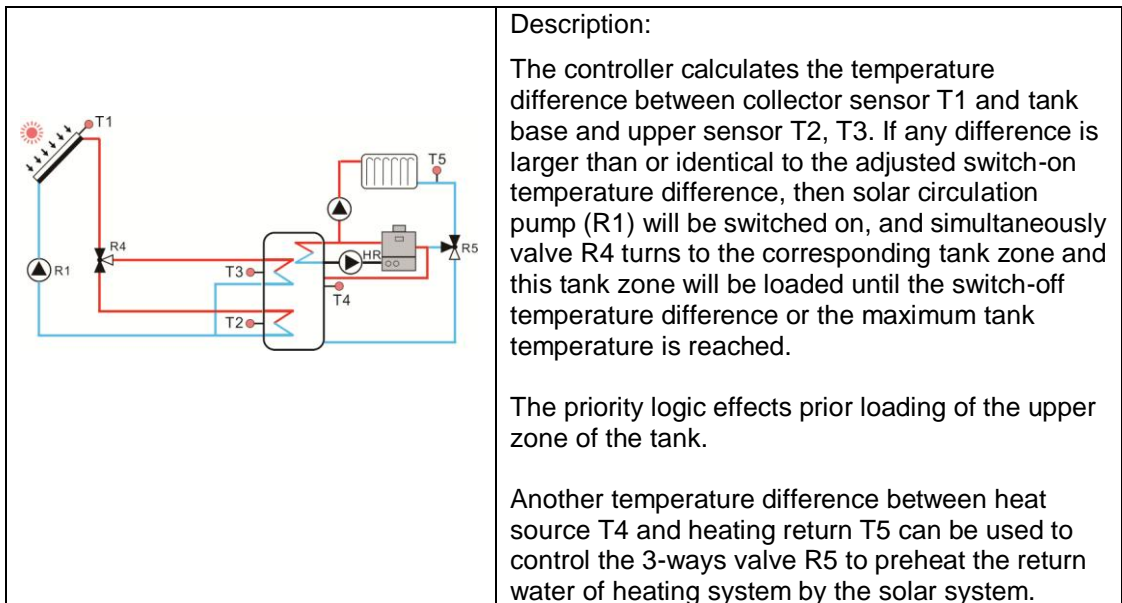 T1
T5
R4
R5
HR
R1
T3
T4
T2
Description:
The controller calculates the temperature
difference between collector sensor T1 and tank
base and upper sensor T2, T3. If any difference is
larger than or identical to the adjusted switch-on
temperature difference, then solar circulation
pump (R1) will be switched on, and simultaneously
valve R4 turns to the corresponding tank zone and
this tank zone will be loaded until the switch-off
temperature difference or the maximum tank
temperature is reached.
The priority logic effects prior loading of the upper
zone of the tank.
Another temperature difference between heat
source T4 and heating return T5 can be used to
control the 3-ways valve R5 to preheat the return
water of heating system by the solar system.